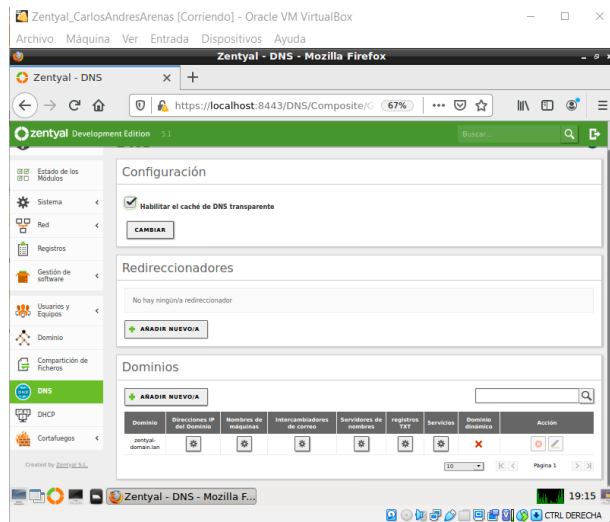 Zentyal_CarlosAndresArenas [Corriendo] - Oracle VM VirtualBox
Archivo Máquina Ver Entrada Dispositivos Ayuda
Zentyal - DNS - Mozilla Firefox
Zentyal - DNS
https://localhost:8443/DNS/Composite/G 67%
zentyal Development Edition 5.1 Buscar...
Estado de los
Módulos
Sistema
Red
Registros
Gestión de
software
Usuarios y
Equipos
Dominio
Compartición de
Ficheros
DNS
DHCP
Cortafuegos
Created by Zentyal S.L.
Configuración
Habilitar el caché de DNS transparente
CAMBIAR
Redireccionadores
No hay ningún/a redireccionador
AÑADIR NUEVO/A
Dominios
AÑADIR NUEVO/A
Dominio Direcciones IP del Dominio Nombres de máquinas Intercambiadores de correo Servidores de nombres registros TXT Servicios Dominio dinámico Acción
zentyal-
domain.lan
10 Página 1
Zentyal - DNS - Mozilla F... 19:15
CTRL DERECHA